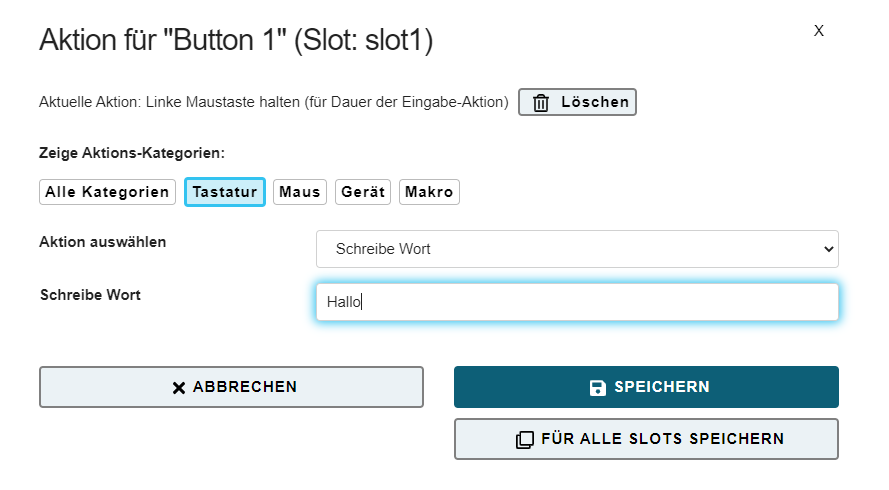 Aktion für "Button 1" (Slot: slot1)
X
Aktuelle Aktion: Linke Maustaste halten (für Dauer der Eingabe-Aktion) Löschen
Zeige Aktions-Kategorien:
Alle Kategorien Tastatur Maus Gerät Makro
Aktion auswählen Schreibe Wort
Schreibe Wort Hallo
ABBRECHEN SPEICHERN
FÜR ALLE SLOTS SPEICHERN